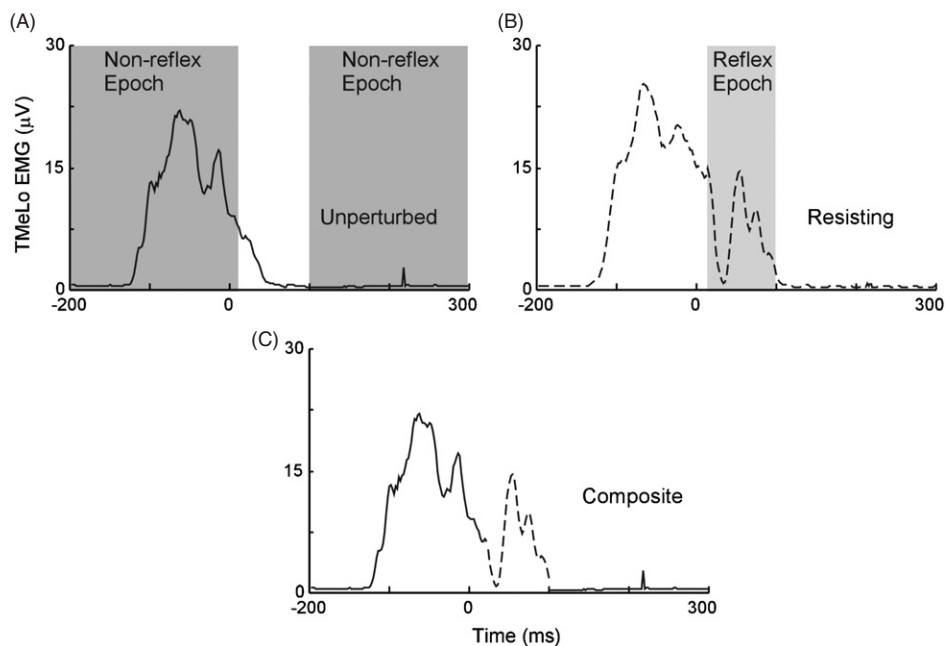 (A)
30
Non-reflex
Epoch
Non-reflex
Epoch
15
TMeLo EMG (μV)
Unperturbed
0
-200
0
300
(B)
30
Reflex
Epoch
15
Resisting
0
-200
0
300
(C)
30
15
Composite
0
-200
0
300
Time (ms)